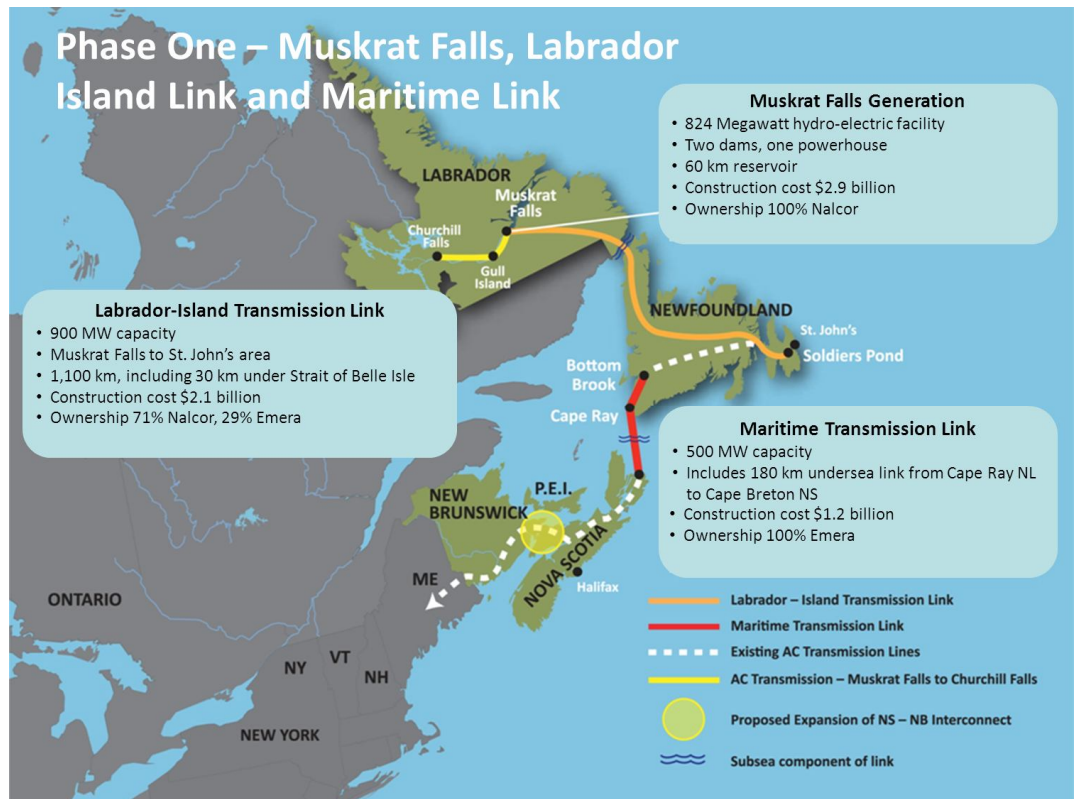 Phase One – Muskrat Falls, Labrador
Island Link and Maritime Link
Muskrat Falls Generation
• 824 Megawatt hydro-electric facility
• Two dams, one powerhouse
• 60 km reservoir
• Construction cost $2.9 billion
• Ownership 100% Nalcor
LABRADOR
Muskrat
Falls
Churchill
Falls
Gull
Island
Labrador-Island Transmission Link
• 900 MW capacity
• Muskrat Falls to St. John’s area
• 1,100 km, including 30 km under Strait of Belle Isle
• Construction cost $2.1 billion
• Ownership 71% Nalcor, 29% Emera
NEWFOUNDLAND
St. John's
Soldiers Pond
Bottom
Brook
Cape Ray
Maritime Transmission Link
• 500 MW capacity
• Includes 180 km undersea link from Cape Ray NL
to Cape Breton NS
• Construction cost $1.2 billion
• Ownership 100% Emera
P.E.I.
NEW
BRUNSWICK
NOVA SCOTIA
Halifax
ME
ONTARIO
NY
VT
NH
NEW YORK
Labrador – Island Transmission Link
Maritime Transmission Link
Existing AC Transmission Lines
AC Transmission – Muskrat Falls to Churchill Falls
Proposed Expansion of NS – NB Interconnect
Subsea component of link